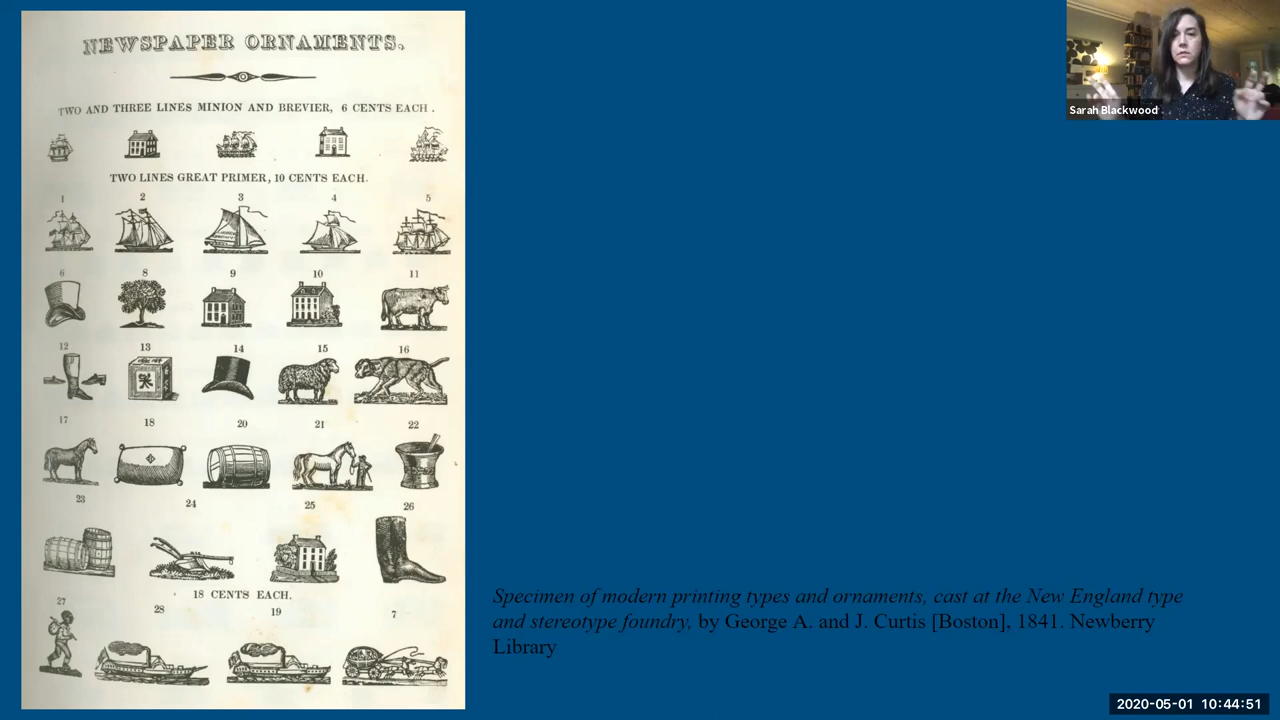 NEWSPAPER ORNAMENTS.
TWO AND THREE LINES MINION AND BREVIER, 6 CENTS EACH.
TWO LINES GREAT PRIMER, 10 CENTS EACH.
1 2 3 4 5
6 8 9 10 11
12 13 14 15 16
17 18 20 21 22
23 24 25 26
18 CENTS EACH.
27 28 19 7
Specimen of modern printing types and ornaments, cast at the New England type
and stereotype foundry, by George A. and J. Curtis [Boston], 1841. Newberry
Library
Sarah Blackwood
2020-05-01 10:44:51